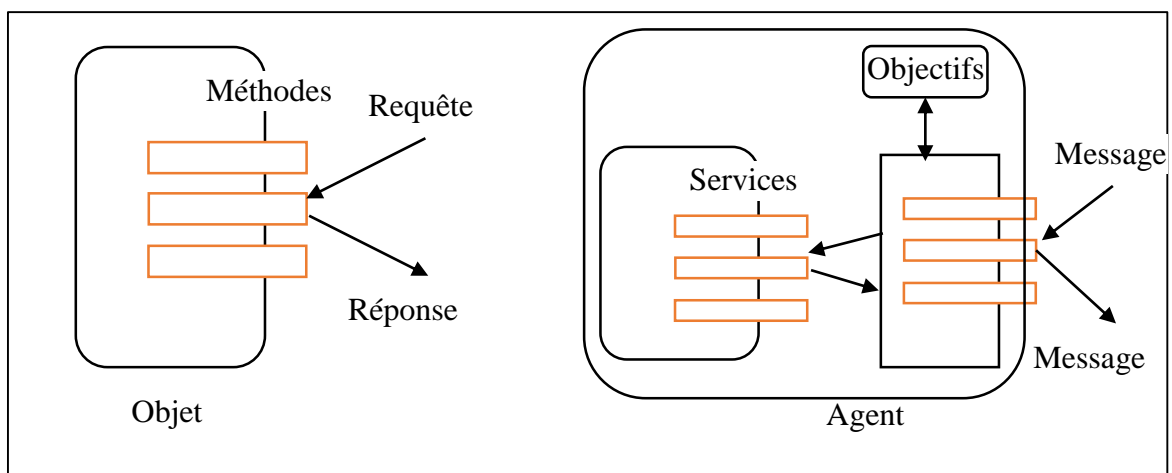 Méthodes
Requête
Réponse
Objet
Objectifs
Services
Message
Message
Agent